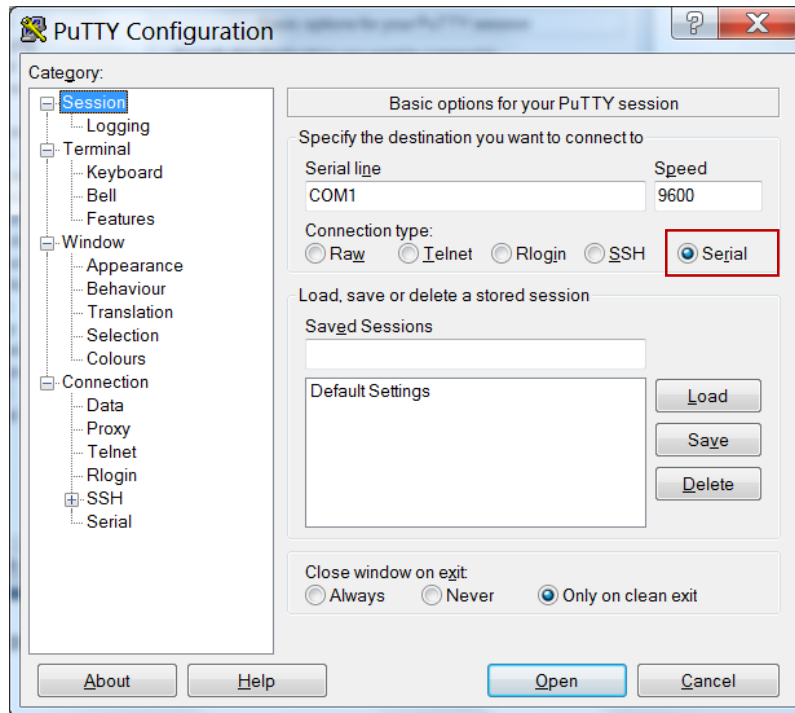 PuTTY Configuration
Category:
Session
Logging
Terminal
Keyboard
Bell
Features
Window
Appearance
Behaviour
Translation
Selection
Colours
Connection
Data
Proxy
Telnet
Rlogin
SSH
Serial
Basic options for your PuTTY session
Specify the destination you want to connect to
Serial line Speed
COM1 9600
Connection type:
Raw Telnet Rlogin SSH Serial
Load, save or delete a stored session
Saved Sessions
Default Settings
Load
Save
Delete
Close window on exit:
Always Never Only on clean exit
About Help Open Cancel